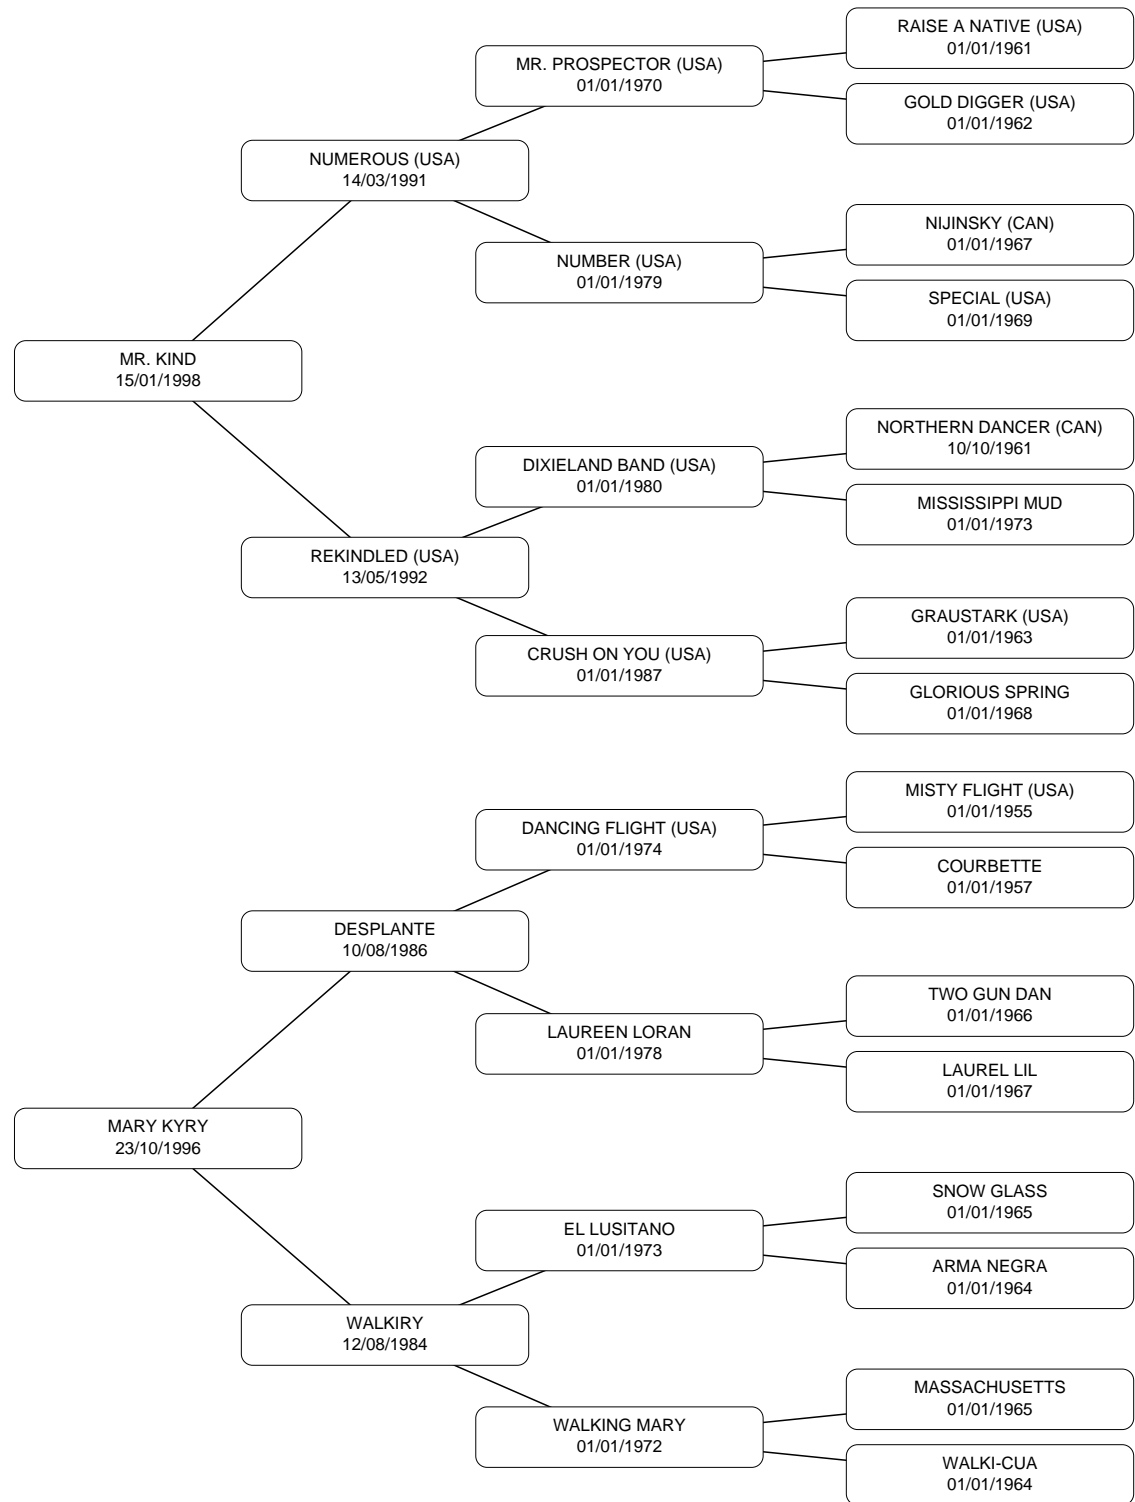 RAISE A NATIVE (USA)
01/01/1961
MR. PROSPECTOR (USA)
01/01/1970
GOLD DIGGER (USA)
01/01/1962
NUMEROUS (USA)
14/03/1991
NIJINSKY (CAN)
01/01/1967
NUMBER (USA)
01/01/1979
SPECIAL (USA)
01/01/1969
MR. KIND
15/01/1998
NORTHERN DANCER (CAN)
10/10/1961
DIXIELAND BAND (USA)
01/01/1980
MISSISSIPPI MUD
01/01/1973
REKINDLED (USA)
13/05/1992
GRAUSTARK (USA)
01/01/1963
CRUSH ON YOU (USA)
01/01/1987
GLORIOUS SPRING
01/01/1968
MISTY FLIGHT (USA)
01/01/1955
DANCING FLIGHT (USA)
01/01/1974
COURBETTE
01/01/1957
DESPLANTE
10/08/1986
TWO GUN DAN
01/01/1966
LAUREEN LORAN
01/01/1978
LAUREL LIL
01/01/1967
MARY KYRY
23/10/1996
SNOW GLASS
01/01/1965
EL LUSITANO
01/01/1973
ARMA NEGRA
01/01/1964
WALKIRY
12/08/1984
MASSACHUSETTS
01/01/1965
WALKING MARY
01/01/1972
WALKI-CUA
01/01/1964